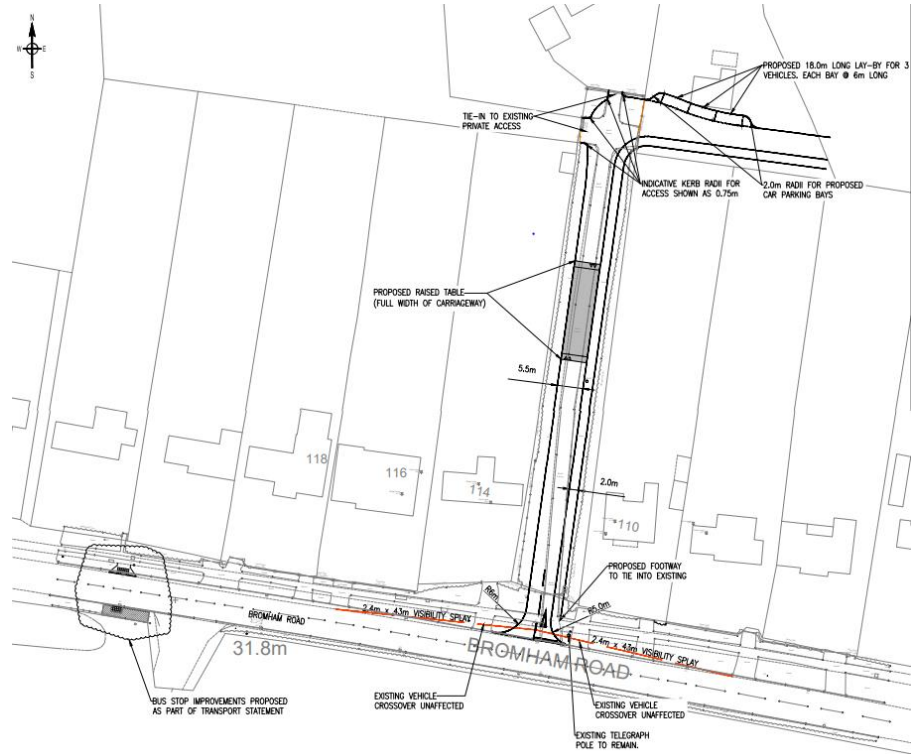 N
W
E
S
PROPOSED 18.0m LONG LAY-BY FOR 3
VEHICLES. EACH BAY @ 6m LONG
TIE-IN TO EXISTING
PRIVATE ACCESS
INDICATIVE KERB RADII FOR
ACCESS SHOWN AS 0.75m
2.0m RADII FOR PROPOSED
CAR PARKING BAYS
PROPOSED RAISED TABLE
(FULL WIDTH OF CARRIAGEWAY)
5.5m
118
116
114
2.0m
110
PROPOSED FOOTWAY
TO TIE INTO EXISTING
R6m
R5.0m
2.4m x 43m VISIBILITY SPLAY
BROMHAM ROAD
31.8m
BROMHAM ROAD
2.4m x 43m VISIBILITY SPLAY
BUS STOP IMPROVEMENTS PROPOSED
AS PART OF TRANSPORT STATEMENT
EXISTING VEHICLE
CROSSOVER UNAFFECTED
EXISTING VEHICLE
CROSSOVER UNAFFECTED
EXISTING TELEGRAPH
POLE TO REMAIN.